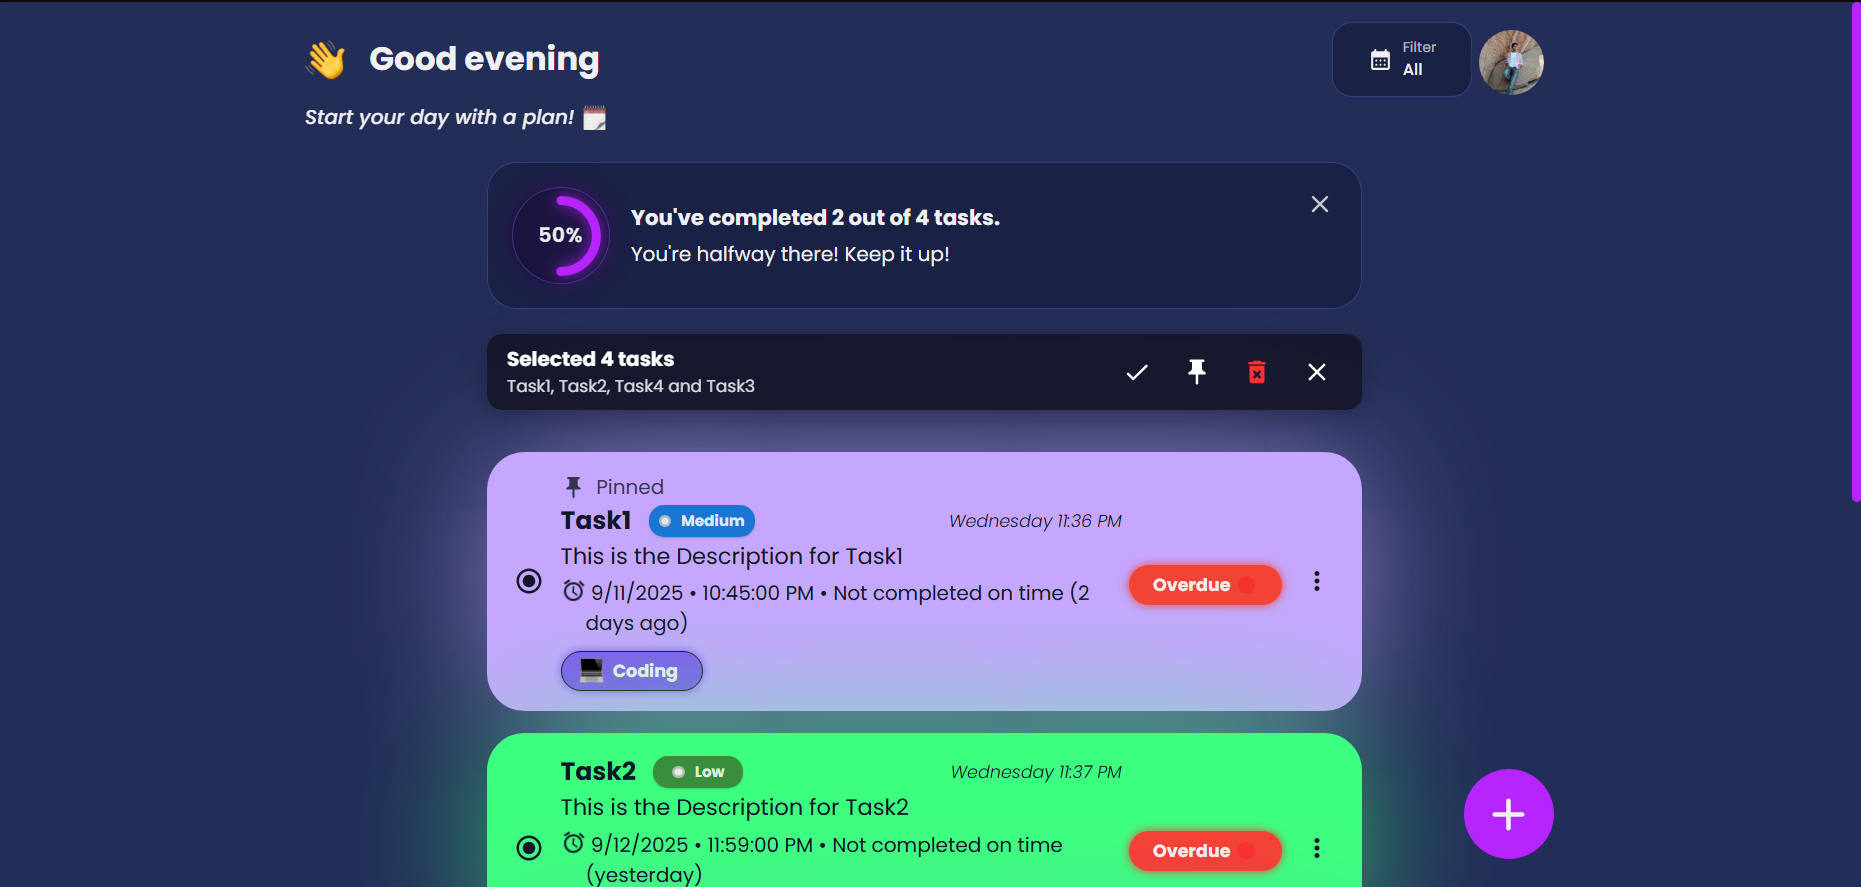 Good evening
Filter
All
Start your day with a plan!
50%
You've completed 2 out of 4 tasks.
You're halfway there! Keep it up!
Selected 4 tasks
Task1, Task2, Task4 and Task3
Pinned
Task1 Medium Wednesday 11:36 PM
This is the Description for Task1
9/11/2025 • 10:45:00 PM • Not completed on time (2
days ago)
Overdue
Coding
Task2 Low Wednesday 11:37 PM
This is the Description for Task2
9/12/2025 • 11:59:00 PM • Not completed on time
(yesterday)
Overdue